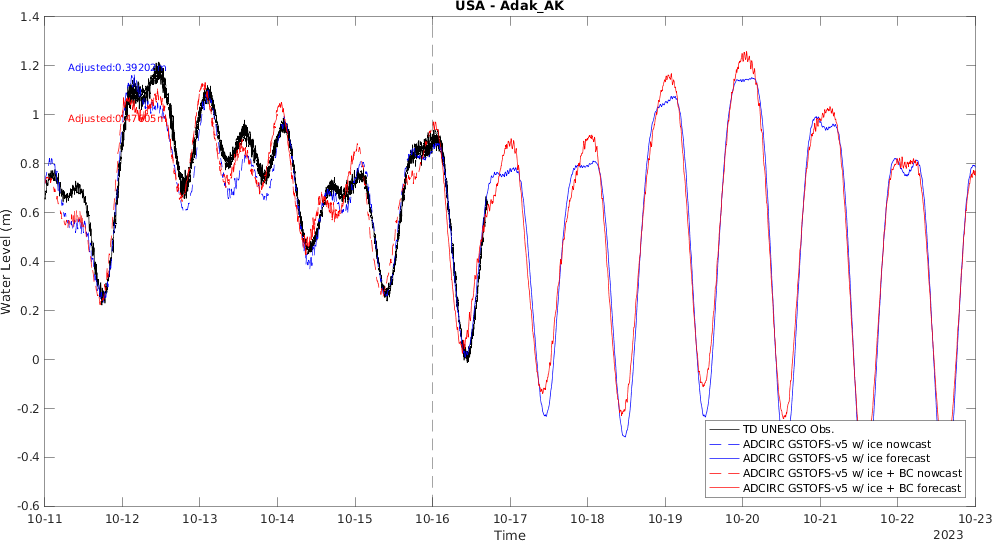 USA - Adak_AK
1.4
1.2
1
0.8
0.6
0.4
0.2
0
-0.2
-0.4
-0.6
Water Level (m)
Adjusted:0.39202m
TD UNESCO Obs.
ADCIRC GSTOFS-v5 w/ ice nowcast
ADCIRC GSTOFS-v5 w/ ice forecast
ADCIRC GSTOFS-v5 w/ ice + BC nowcast
ADCIRC GSTOFS-v5 w/ ice + BC forecast
10-11 10-12 10-13 10-14 10-15 10-16 10-17 10-18 10-19 10-20 10-21 10-22 10-23
Time
2023